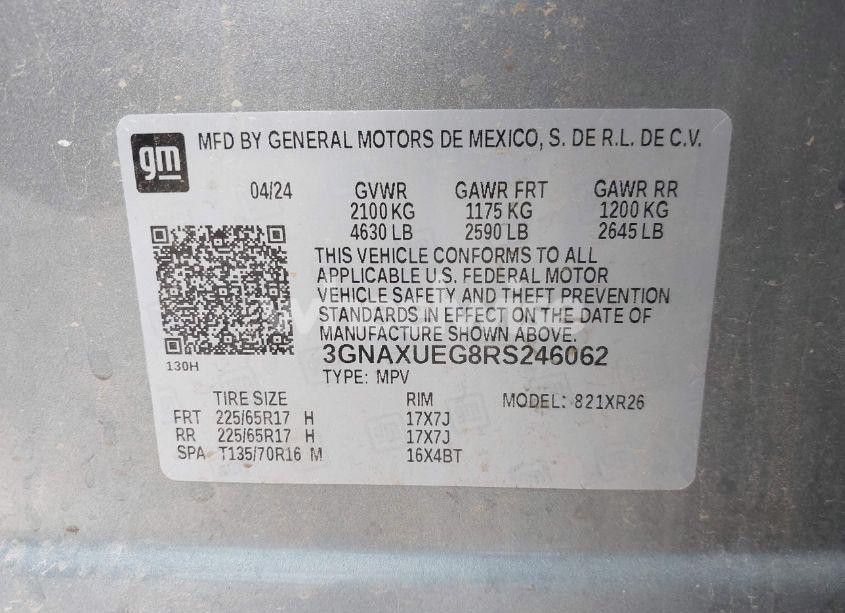 gm
MFD BY GENERAL MOTORS DE MEXICO, S. DE R.L. DE C.V.
04/24 GVWR GAWR FRT GAWR RR
2100 KG 1175 KG 1200 KG
4630 LB 2590 LB 2645 LB
THIS VEHICLE CONFORMS TO ALL
APPLICABLE U.S. FEDERAL MOTOR
VEHICLE SAFETY AND THEFT PREVENTION
STANDARDS IN EFFECT ON THE DATE OF
MANUFACTURE SHOWN ABOVE.
3GNAXUEG8RS246062
130H
TYPE: MPV
TIRE SIZE RIM MODEL: 821XR26
FRT 225/65R17 H 17X7J
RR 225/65R17 H 17X7J
SPA T135/70R16 M 16X4BT